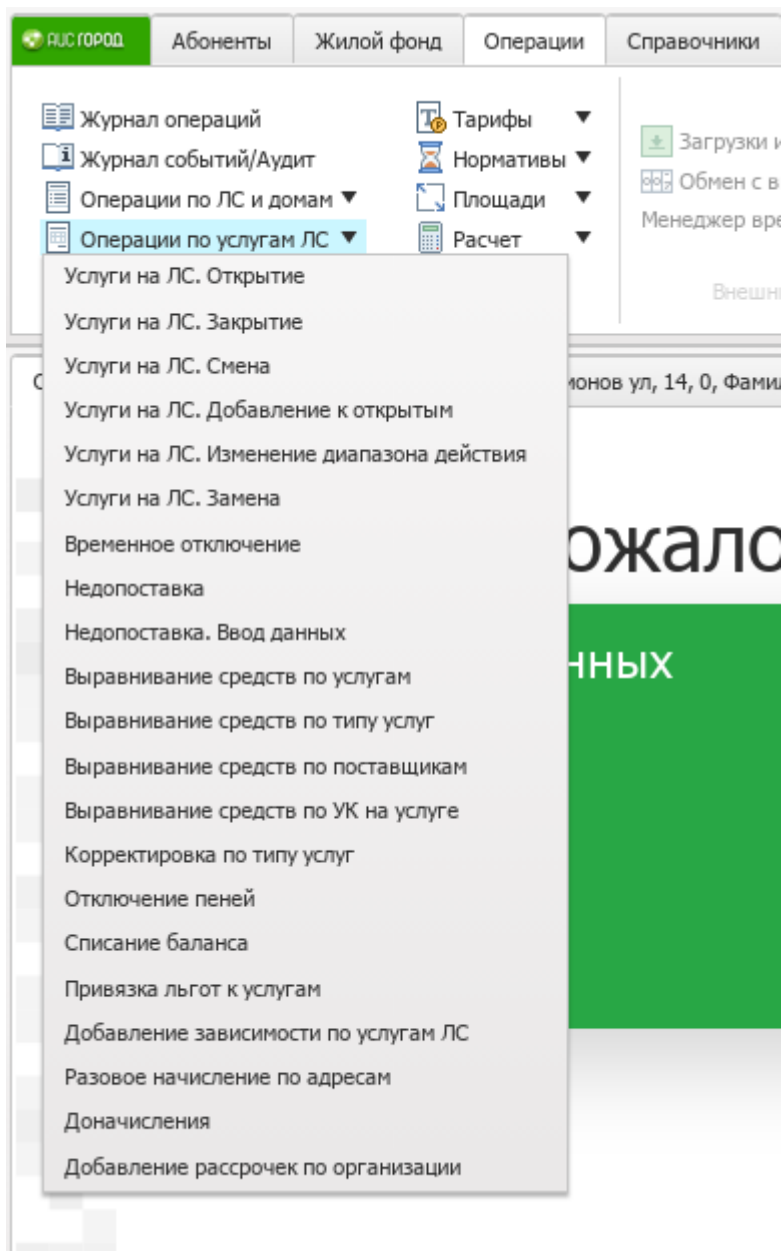 АИС ГОРОД Абоненты Жилой фонд Операции Справочники
Журнал операций Тарифы ▼
Загрузки и
Журнал событий/Аудит Нормативы ▼
Обмен с в
Операции по ЛС и домам ▼ Площади ▼
Менеджер вре
Операции по услугам ЛС ▼ Расчет ▼
Услуги на ЛС. Открытие
Внешн
Услуги на ЛС. Закрытие
Услуги на ЛС. Смена
ионов ул, 14, 0, Фамил
Услуги на ЛС. Добавление к открытым
Услуги на ЛС. Изменение диапазона действия
Услуги на ЛС. Замена
Временное отключение
ожало
Недопоставка
Недопоставка. Ввод данных
нных
Выравнивание средств по услугам
Выравнивание средств по типу услуг
Выравнивание средств по поставщикам
Выравнивание средств по УК на услуге
Корректировка по типу услуг
Отключение пеней
Списание баланса
Привязка льгот к услугам
Добавление зависимости по услугам ЛС
Разовое начисление по адресам
Доначисления
Добавление рассрочек по организации